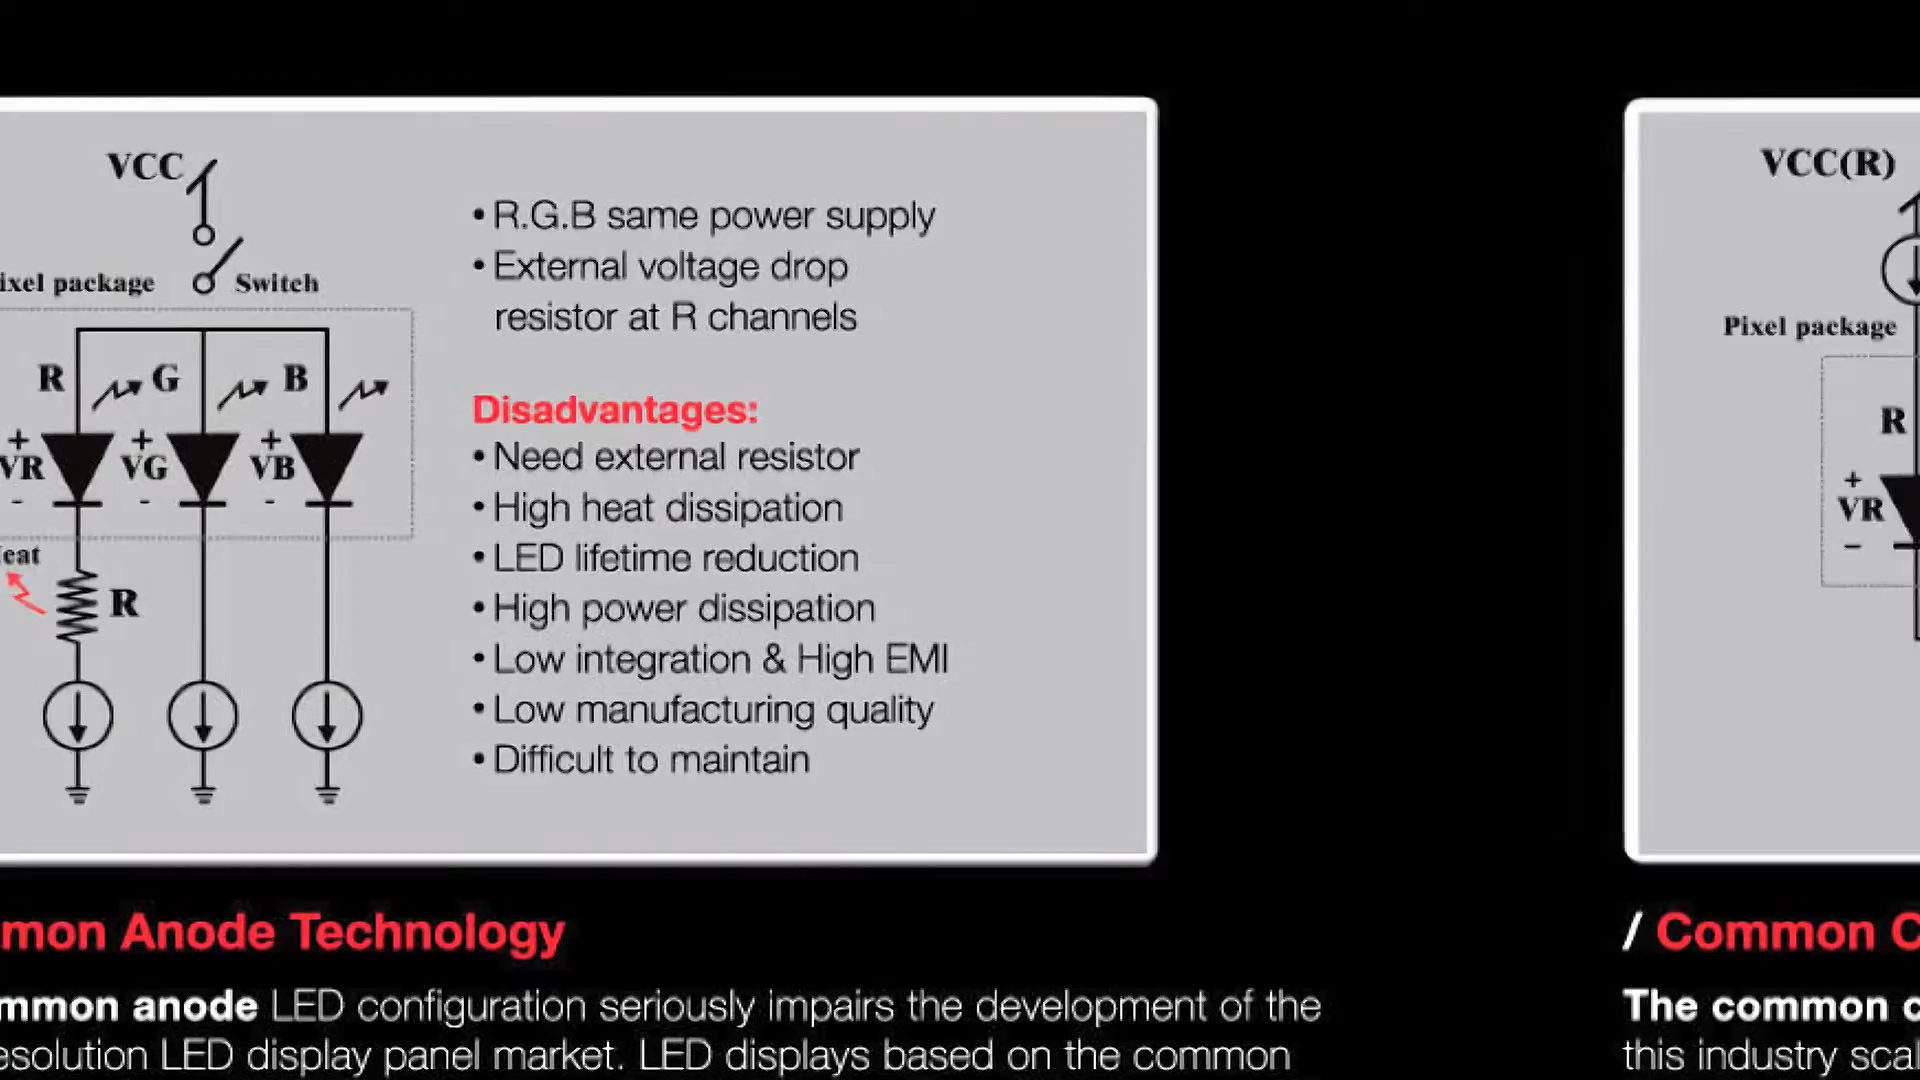 VCC
Switch
ixel package
R G B
+ + +
VR VG VB
- - -
eat
R
• R.G.B same power supply
• External voltage drop
resistor at R channels
Disadvantages:
• Need external resistor
• High heat dissipation
• LED lifetime reduction
• High power dissipation
• Low integration & High EMI
• Low manufacturing quality
• Difficult to maintain
mon Anode Technology
mmon anode LED configuration seriously impairs the development of the
esolution LED display panel market. LED displays based on the common
VCC(R)
Pixel package
R
+
VR
-
/ Common C
The common c
this industry scal